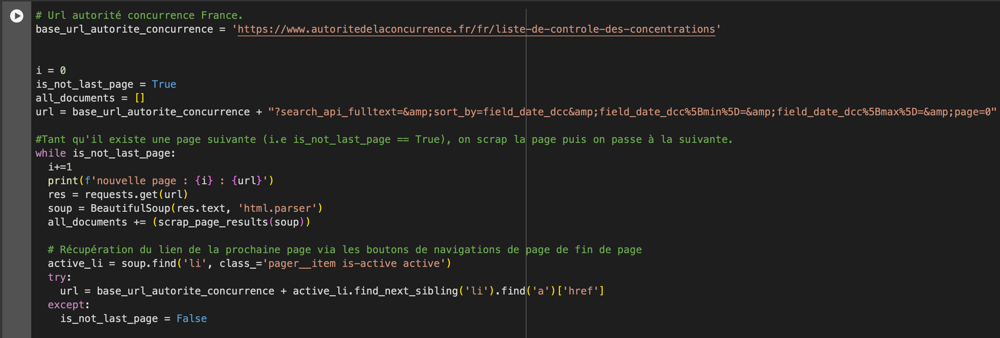 # Url autorité concurrence France.
base_url_autorite_concurrence = 'https://www.autoritedelaconcurrence.fr/fr/liste-de-controle-des-concentrations'
i = 0
is_not_last_page = True
all_documents = []
url = base_url_autorite_concurrence + "?search_api_fulltext=&amp;sort_by=field_date_dcc&amp;field_date_dcc%5Bmin%5D=&amp;field_date_dcc%5Bmax%5D=&amp;page=0"
#Tant qu'il existe une page suivante (i.e is_not_last_page == True), on scrap la page puis on passe à la suivante.
while is_not_last_page:
  i+=1
  print(f'nouvelle page : {i} : {url}')
  res = requests.get(url)
  soup = BeautifulSoup(res.text, 'html.parser')
  all_documents += (scrap_page_results(soup))
  # Récupération du lien de la prochaine page via les boutons de navigations de page de fin de page
  active_li = soup.find('li', class_='pager__item is-active active')
  try:
    url = base_url_autorite_concurrence + active_li.find_next_sibling('li').find('a')['href']
  except:
    is_not_last_page = False